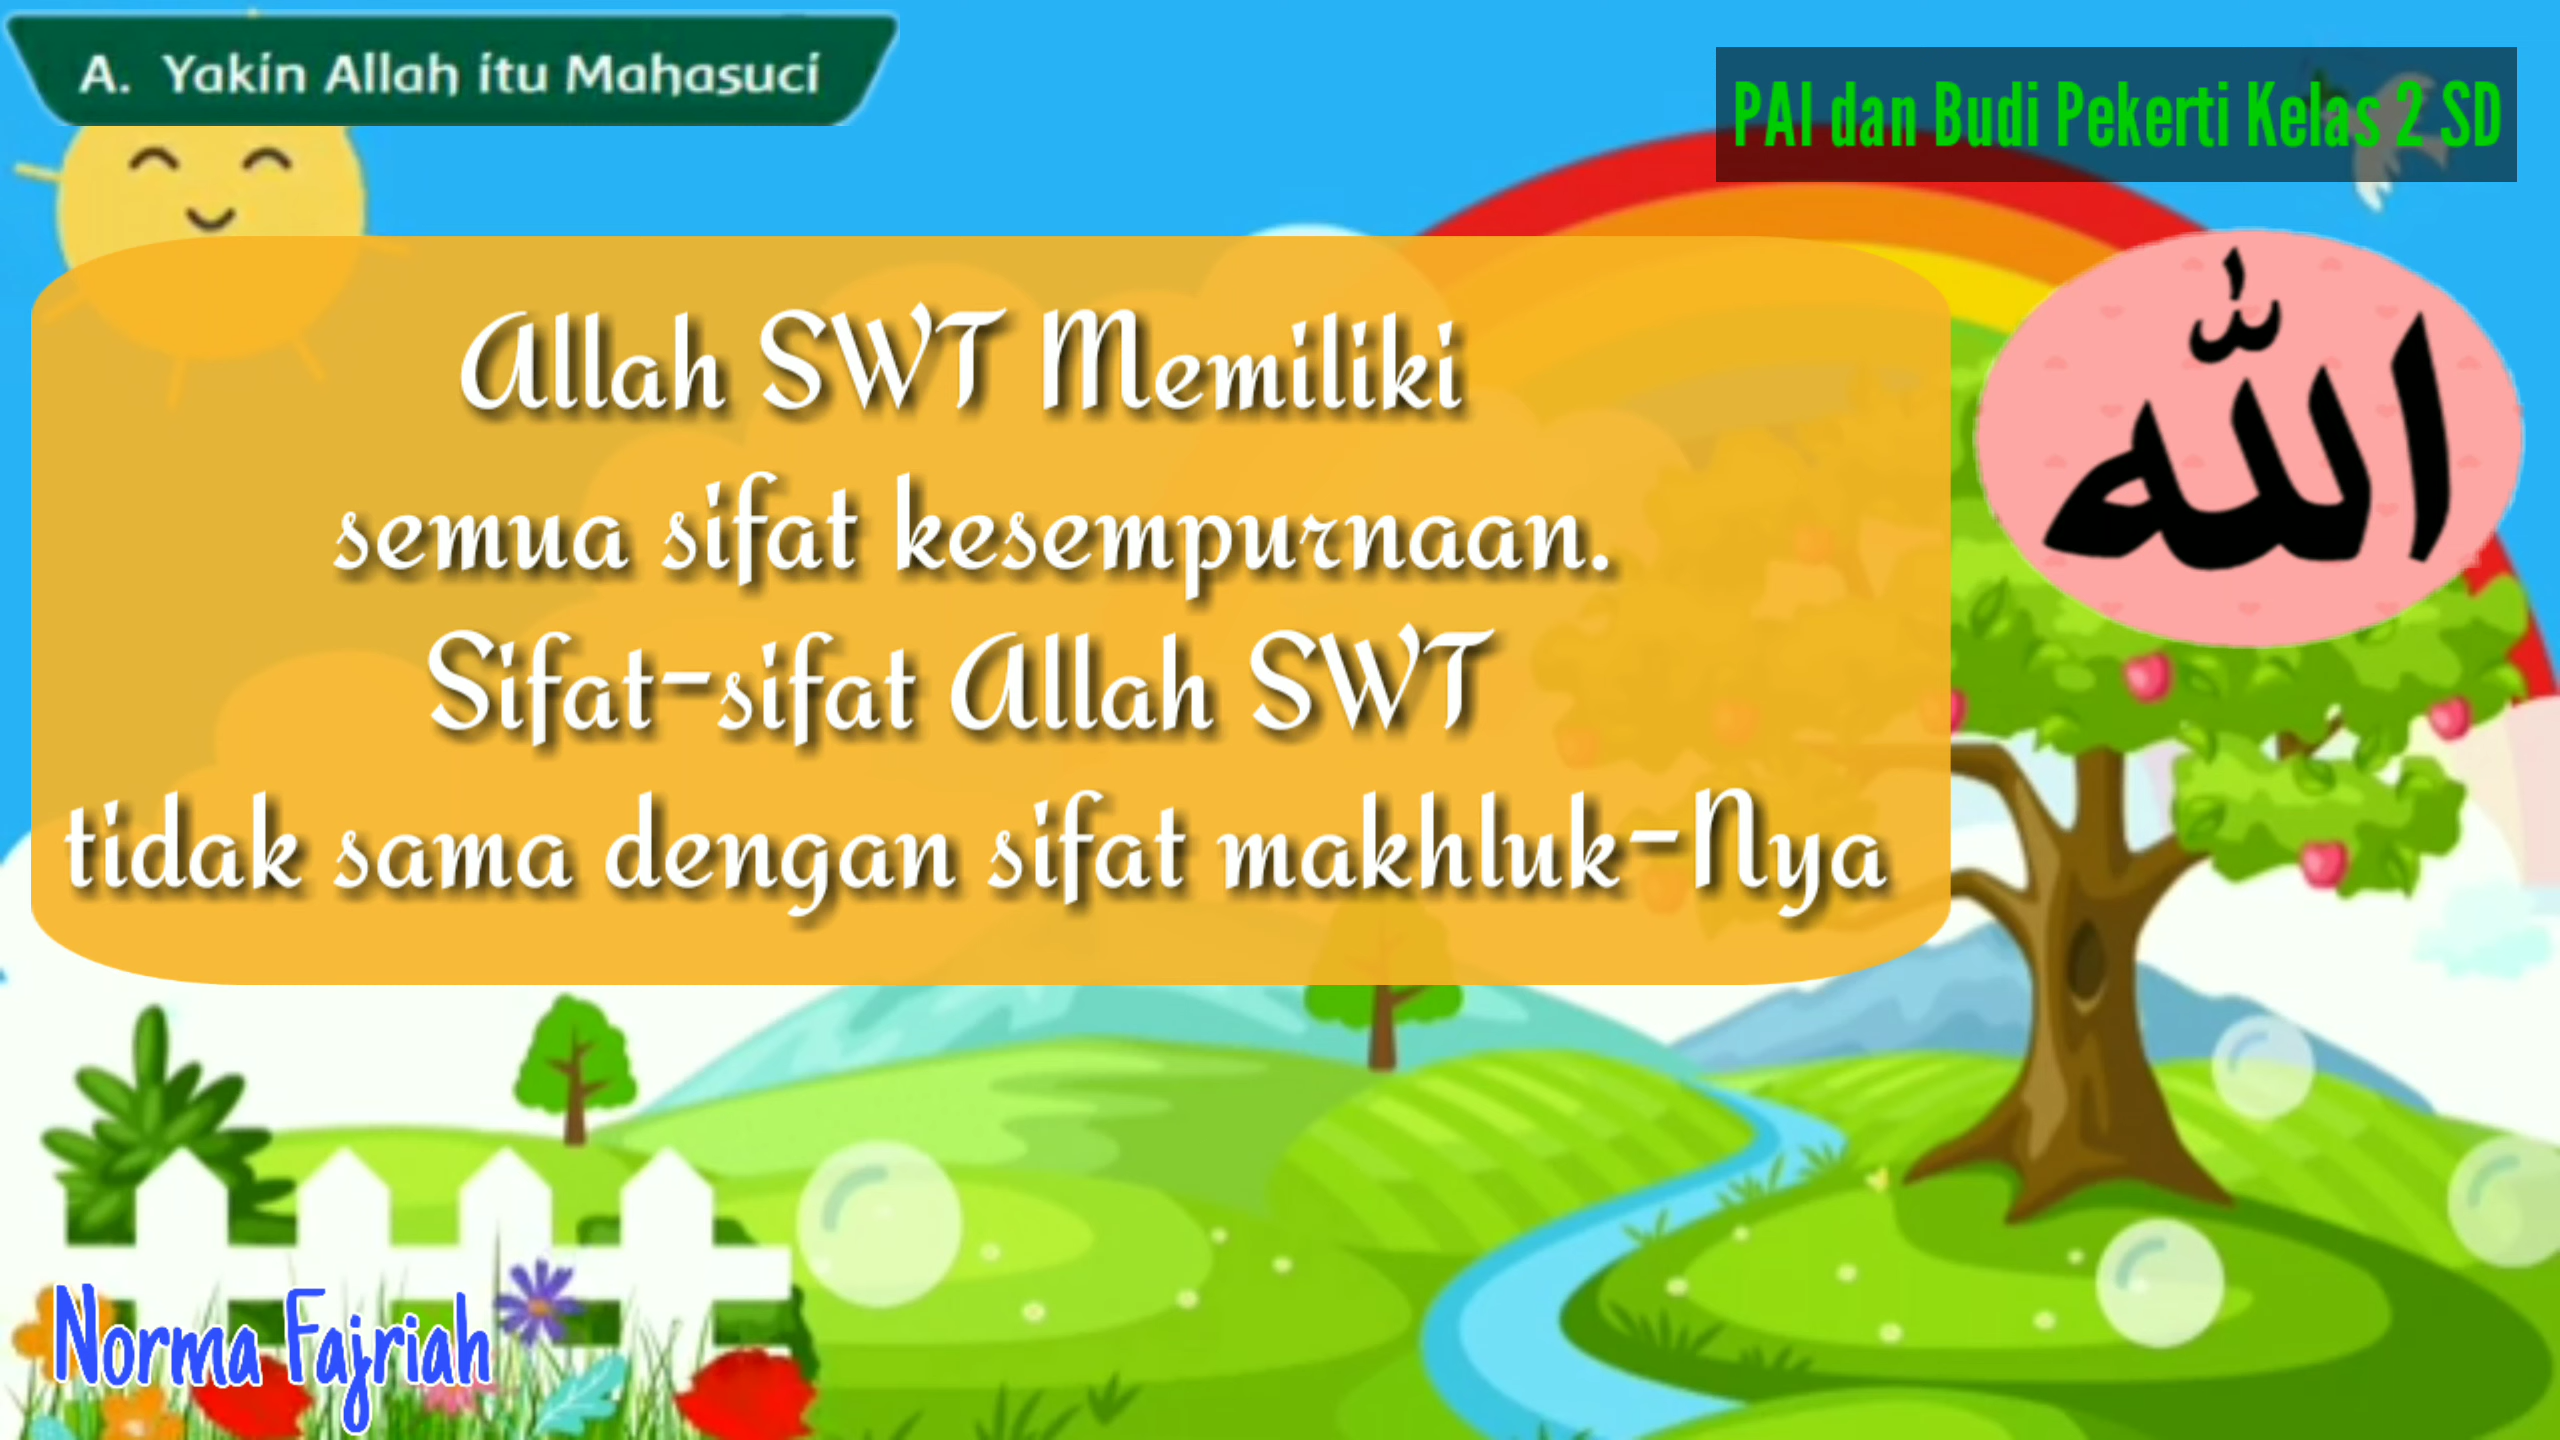 A. Yakin Allah itu Mahasuci
PAI dan Budi Pekerti Kelas 2 SD
Allah SWT Memiliki
semua sifat kesempurnaan.
Sifat-sifat Allah SWT
tidak sama dengan sifat makhluk-Nya
الله
Norma Fajriah